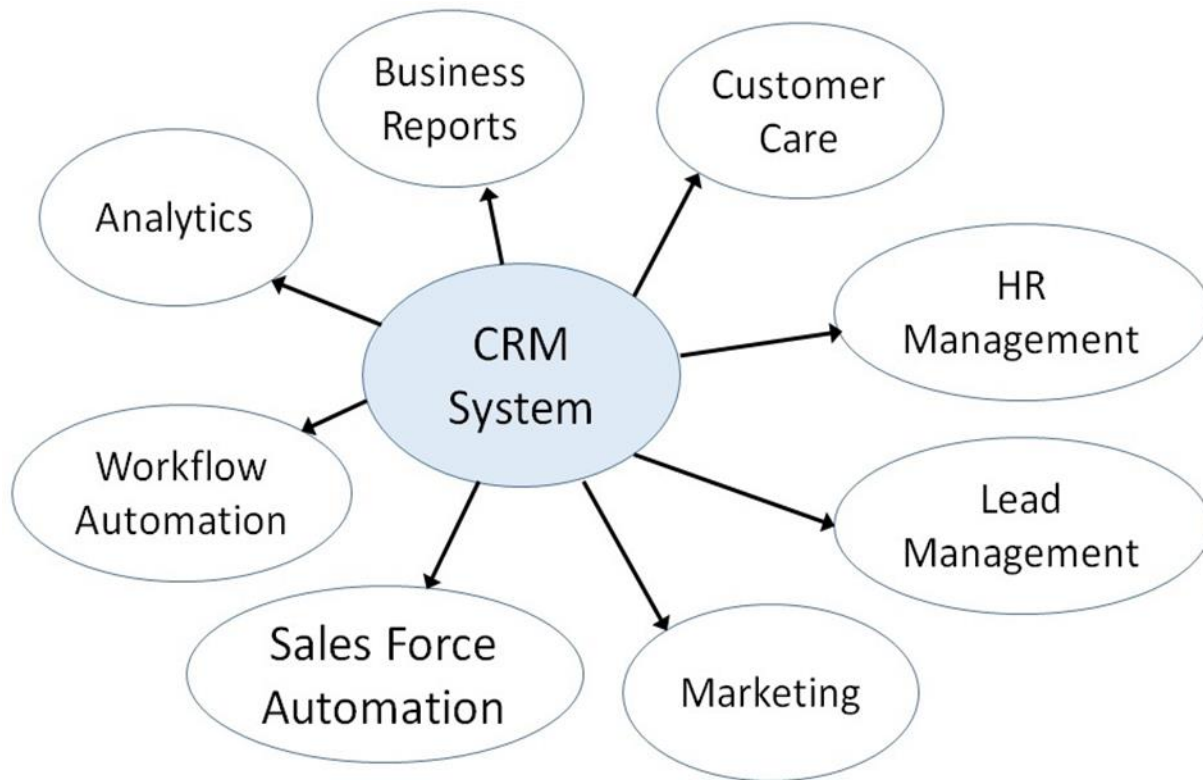 Business
Reports
Customer
Care
Analytics
HR
Management
CRM
System
Workflow
Automation
Lead
Management
Sales Force
Automation
Marketing